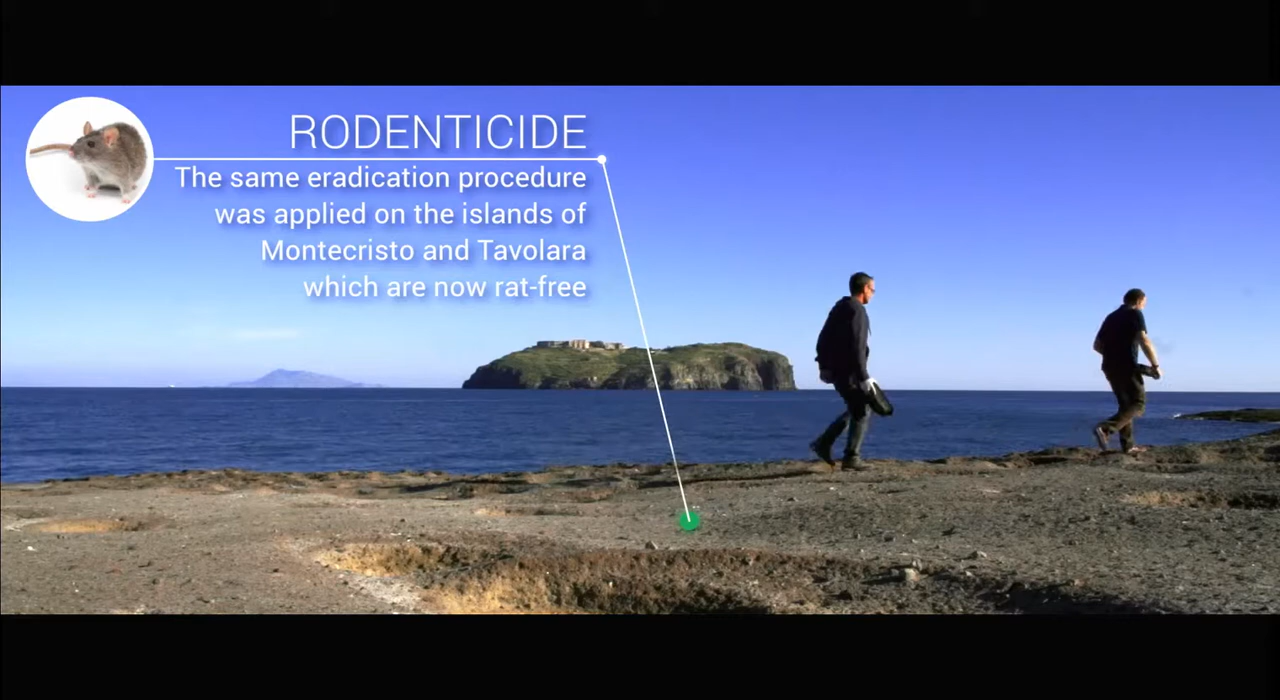 RODENTICIDE
The same eradication procedure
was applied on the islands of
Montecristo and Tavolara
which are now rat-free